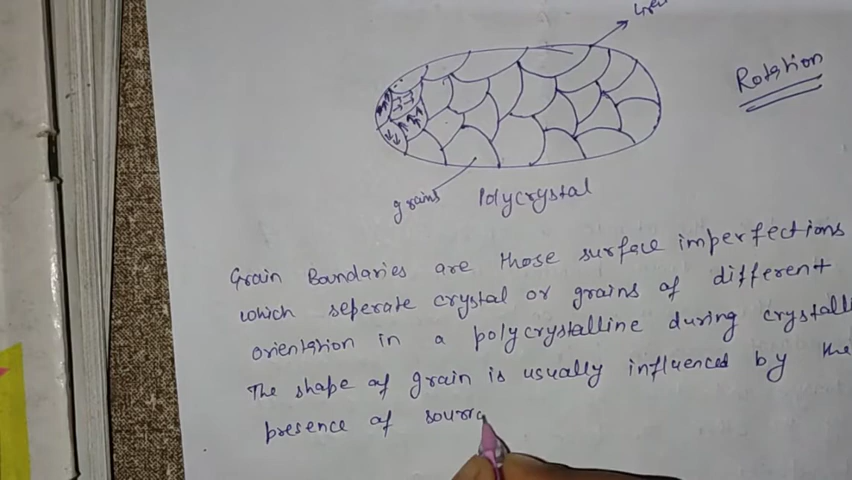 Rotation
grains
Polycrystal
Grain Boundaries are those surface imperfections
which seperate crystal or grains of different
orientation in a polycrystalline during
The shape of grain is usually influenced by the
presence of